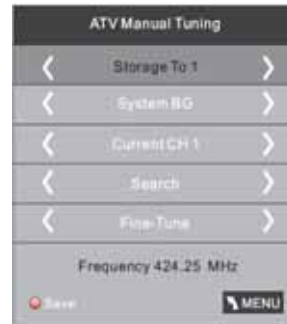 ATV Manual Tuning
Storage To 1
System BG
Current CH 1
Search
Fine-Tune
Frequency 424.25 MHz
Save
MENU